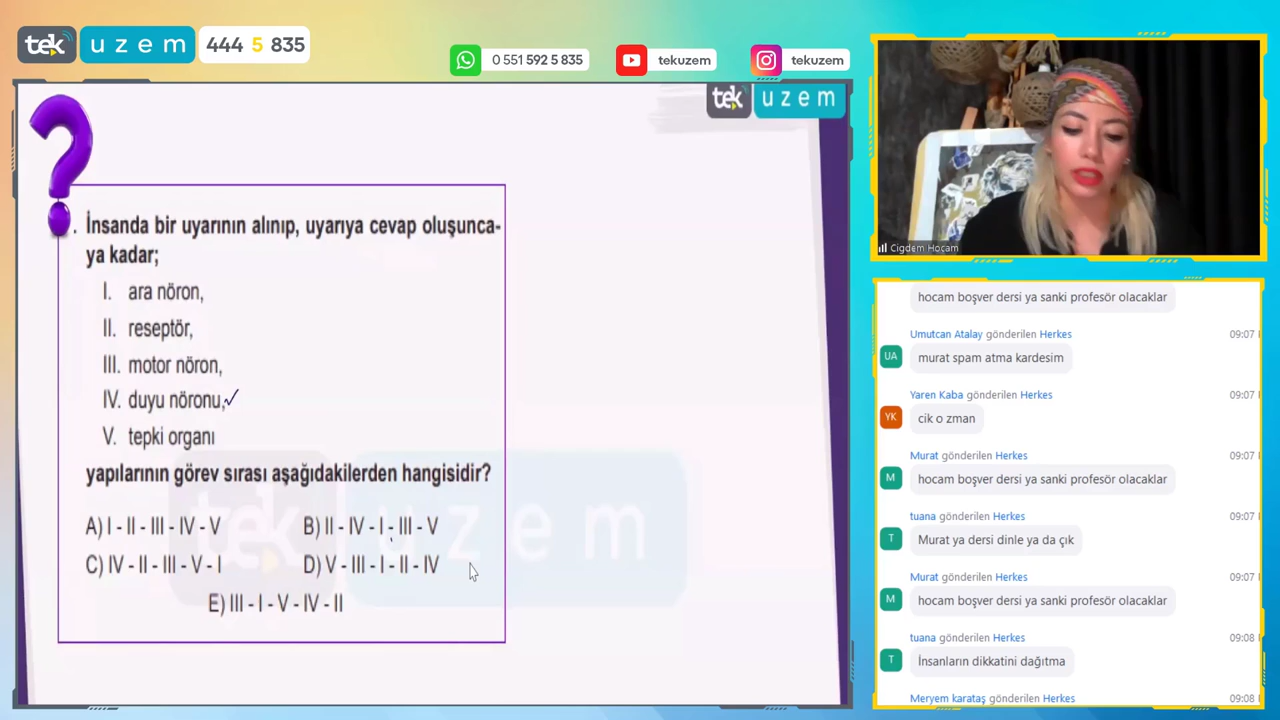 tek uzem 444 5 835
0 551 592 5 835
tekuzem
tekuzem
tek uzem
. İnsanda bir uyarının alınıp, uyarıya cevap oluşunca-
ya kadar;
I. ara nöron,
II. reseptör,
III. motor nöron,
IV. duyu nöronu,
V. tepki organı
yapılarının görev sırası aşağıdakilerden hangisidir?
A) I - II - III - IV - V
B) II - IV - I - III - V
C) IV - II - III - V - I
D) V - III - I - II - IV
E) III - I - V - IV - II
tek uzem
Cigdem Hocam
hocam boşver dersi ya sanki profesör olacaklar
Umutcan Atalay gönderilen Herkes 09:07
UA
murat spam atma kardesim
Yaren Kaba gönderilen Herkes 09:07
YK
cik o zman
Murat gönderilen Herkes 09:07
M
hocam boşver dersi ya sanki profesör olacaklar
tuana gönderilen Herkes 09:07
T
Murat ya dersi dinle ya da çık
Murat gönderilen Herkes 09:07
M
hocam boşver dersi ya sanki profesör olacaklar
tuana gönderilen Herkes 09:08
T
İnsanların dikkatini dağıtma
Meryem karataş gönderilen Herkes 09:08